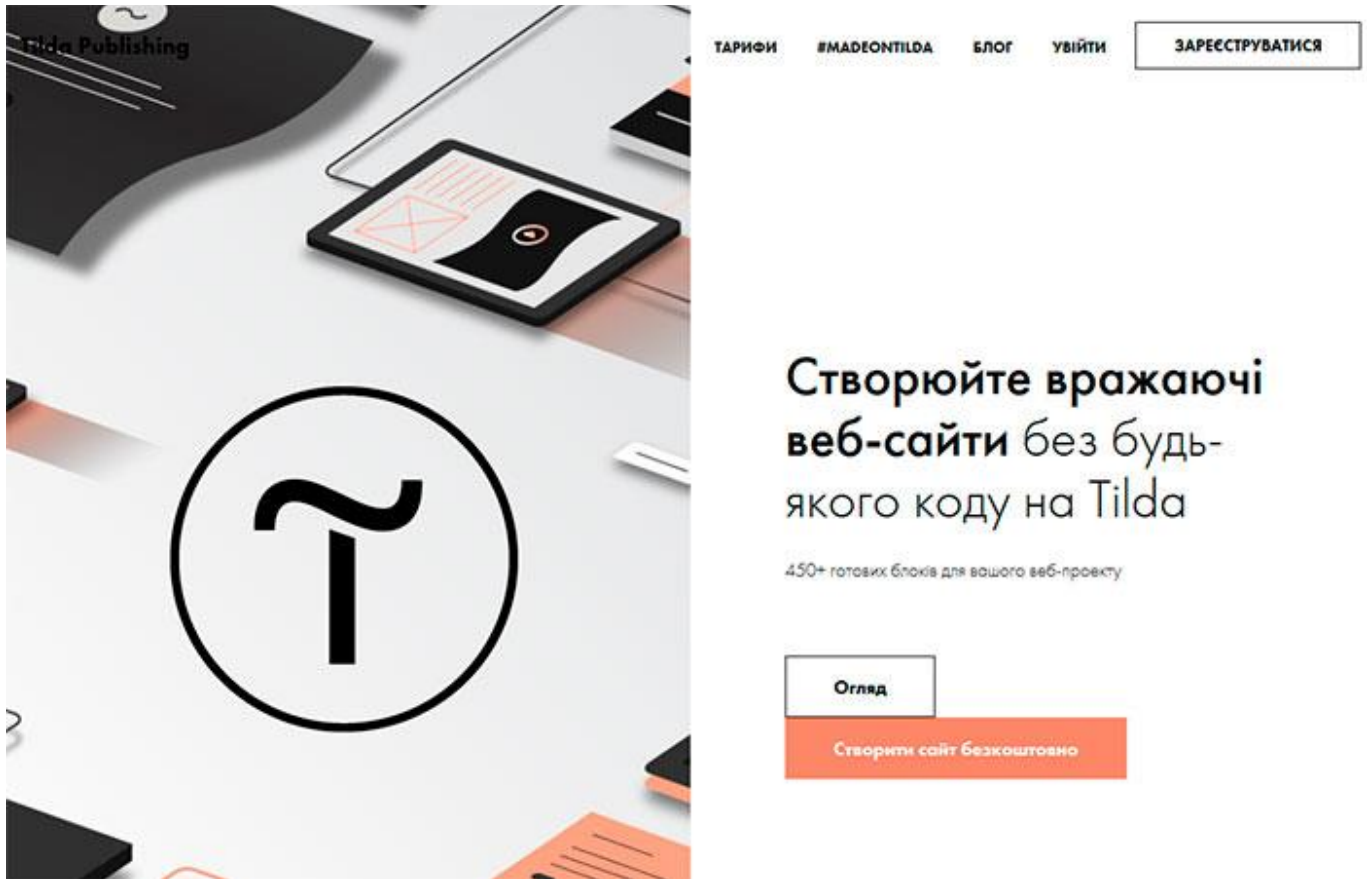 Tilda Publishing
ТАРИФИ #MADEONTILDA БЛОГ УВІЙТИ ЗАРЕЄСТРУВАТИСЯ
Створюйте вражаючі
веб-сайти без будь-
якого коду на Tilda
450+ готових блоків для вашого веб-проекту
Огляд
Створити сайт безкоштовно